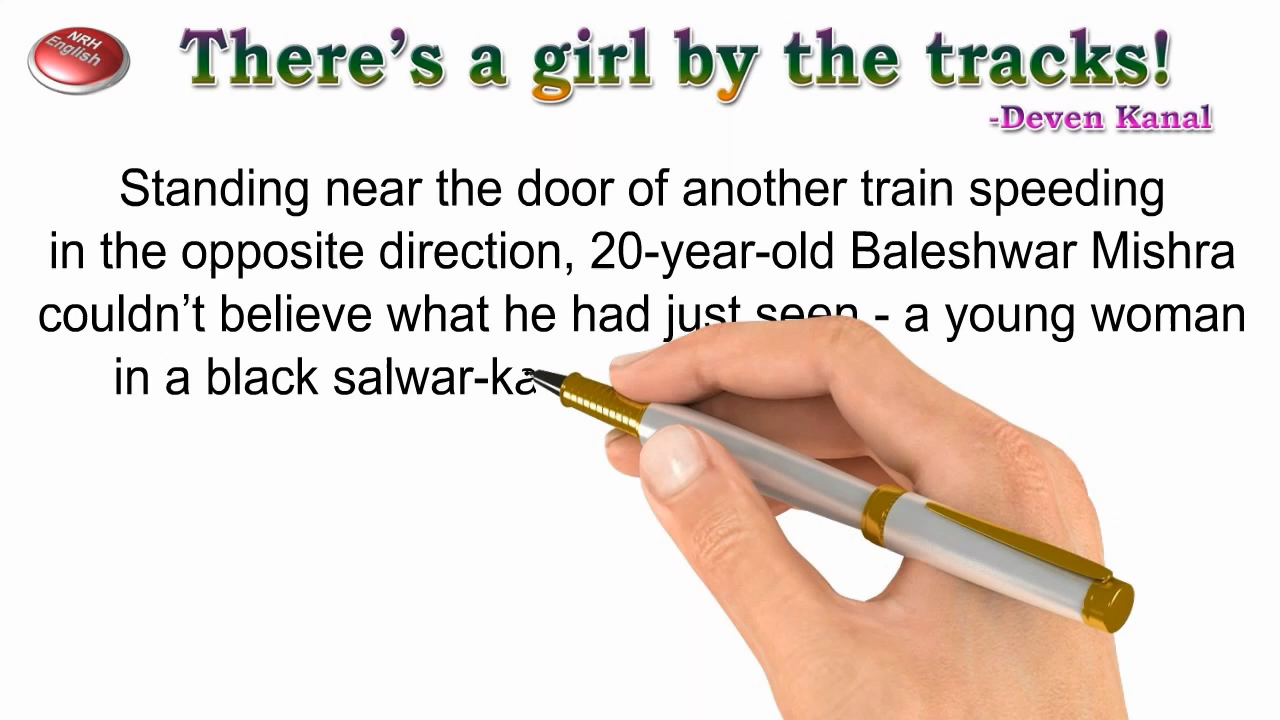 NRH
English
There's a girl by the tracks!
-Deven Kanal
Standing near the door of another train speeding
in the opposite direction, 20-year-old Baleshwar Mishra
couldn't believe what he had just seen - a young woman
in a black salwar-ka